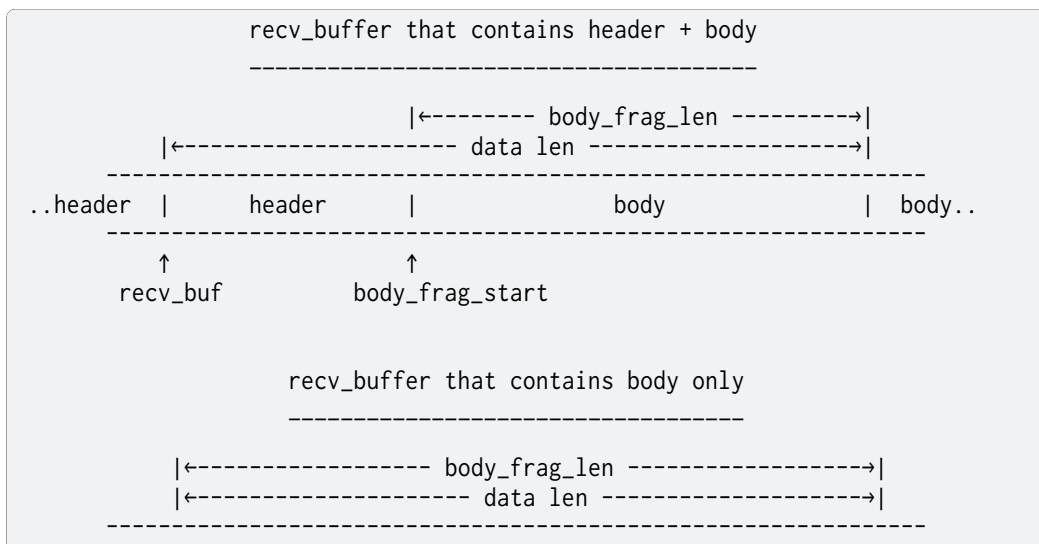 recv_buffer that contains header + body
---------------------------------------
|←--------- body_frag_len ---------→|
|←--------------------- data len --------------------→|
---------------------------------------------------------------
..header | header | body | body..
---------------------------------------------------------------
↑ ↑
recv_buf body_frag_start
recv_buffer that contains body only
-----------------------------------
|←------------------ body_frag_len ------------------→|
|←--------------------- data len --------------------→|
---------------------------------------------------------------